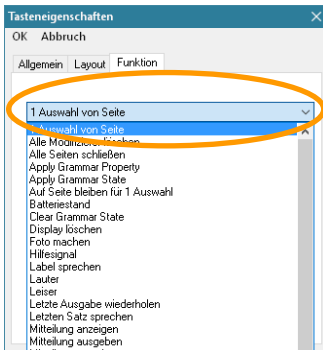 Tasteneigenschaften
OK Abbruch
Allgemein Layout Funktion
1 Auswahl von Seite
1 Auswahl von Seite
Alle Modifizierer löschen
Alle Seiten schließen
Apply Grammar Property
Apply Grammar State
Auf Seite bleiben für 1 Auswahl
Batteriestand
Clear Grammar State
Display löschen
Foto machen
Hilfesignal
Label sprechen
Lauter
Leiser
Letzte Ausgabe wiederholen
Letzten Satz sprechen
Mitteilung anzeigen
Mitteilung ausgeben